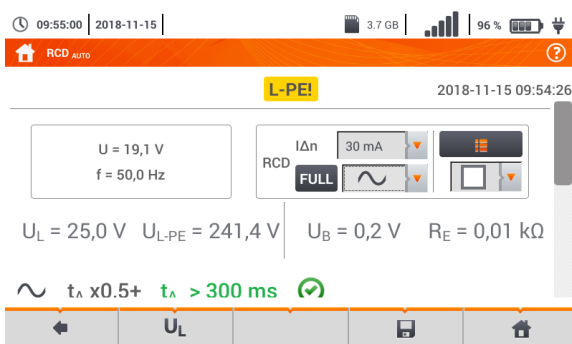 09:55:00 2018-11-15 3.7 GB 96 %
RCD AUTO ?
L-PE! 2018-11-15 09:54:26
U = 19,1 V
f = 50,0 Hz
RCD IΔn 30 mA
FULL
UL = 25,0 V UL-PE = 241,4 V UB = 0,2 V RE = 0,01 kΩ
tA x0.5+ tA > 300 ms
UL